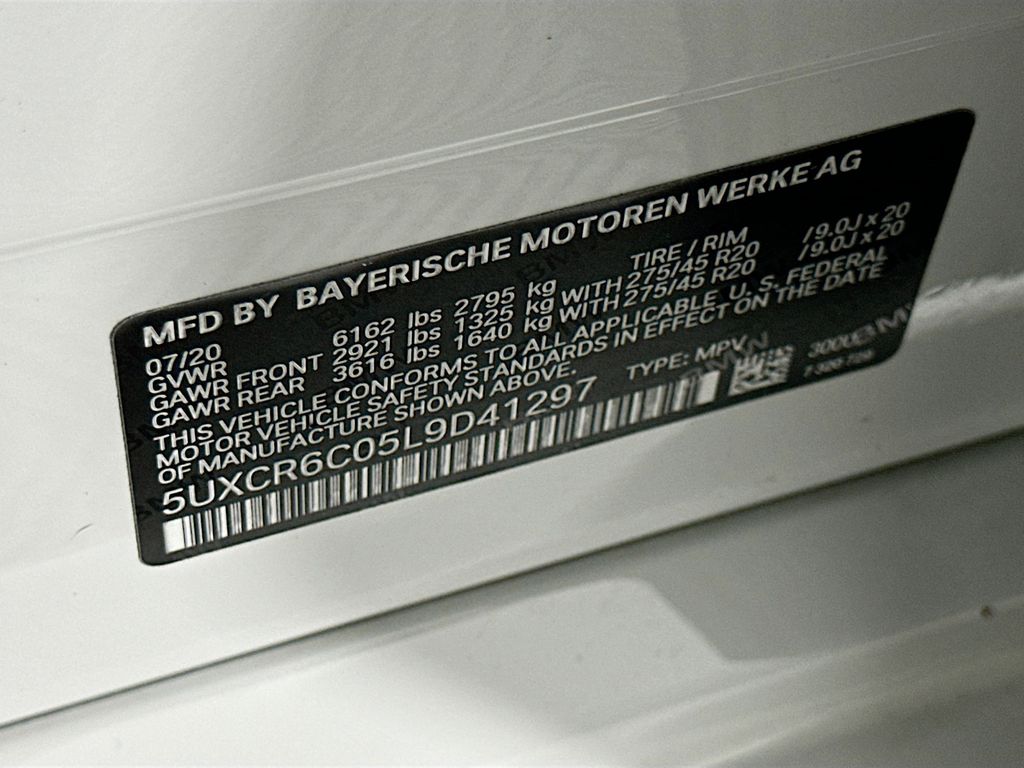 MFD BY BAYERISCHE MOTOREN WERKE AG
07/20 TIRE / RIM
GVWR 6162 lbs 2795 kg
GAWR FRONT 2921 lbs 1325 kg WITH 275/45 R20 / 9.0J x 20
GAWR REAR 3616 lbs 1640 kg WITH 275/45 R20 / 9.0J x 20
THIS VEHICLE CONFORMS TO ALL APPLICABLE U. S. FEDERAL
MOTOR VEHICLE SAFETY STANDARDS IN EFFECT ON THE DATE
OF MANUFACTURE SHOWN ABOVE.
5UXCR6C05L9D41297 TYPE: MPV